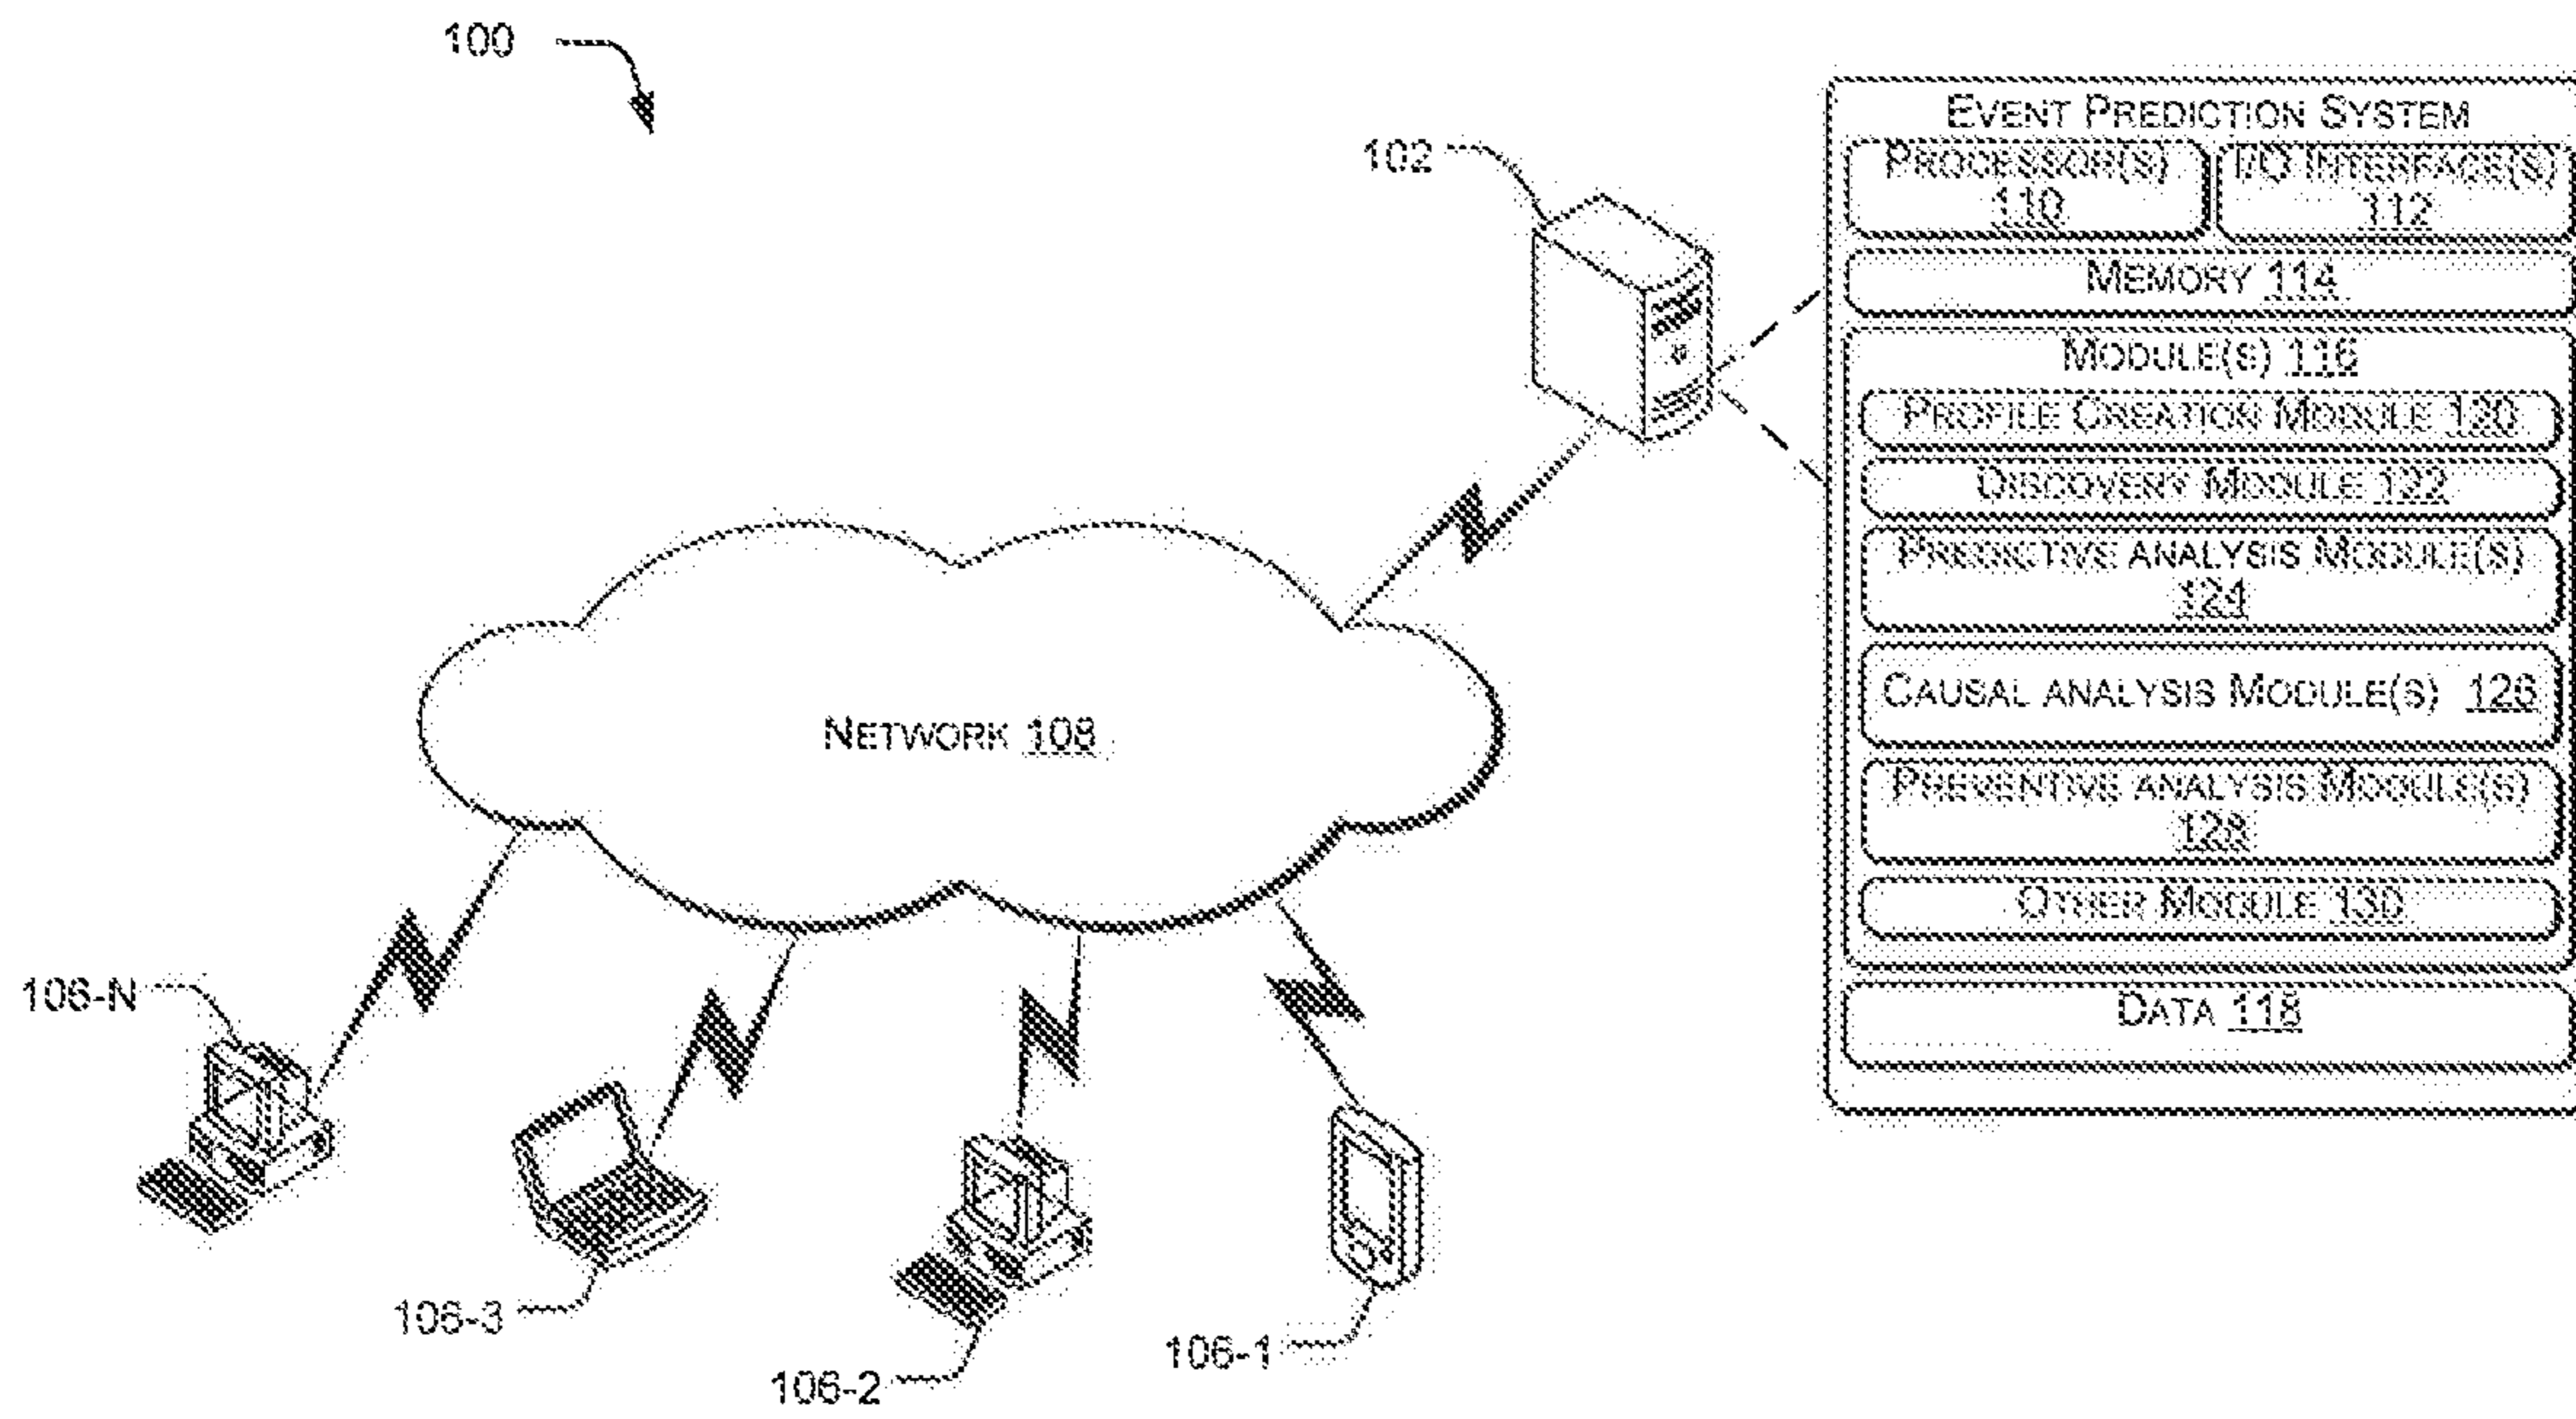 100
102
EVENT PREDICTION SYSTEM
PROCESSOR(S)
110
I/O INTERFACE(S)
112
MEMORY 114
MODULE(S) 116
PROFILE CREATION MODULE 120
DISCOVERY MODULE 122
PREDICTIVE ANALYSIS MODULE(S)
124
CAUSAL ANALYSIS MODULE(S) 126
PREVENTIVE ANALYSIS MODULE(S)
128
OTHER MODULE 130
DATA 118
NETWORK 108
106-N
106-3
106-2
106-1